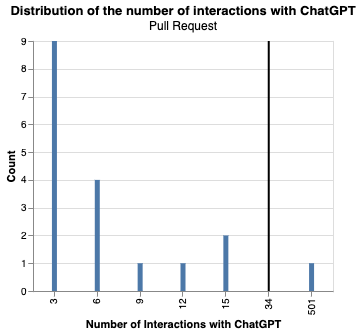 Distribution of the number of interactions with ChatGPT
Pull Request
9
8
7
6
5
4
3
2
1
0
Count
3 6 9 12 15 34 501
Number of Interactions with ChatGPT